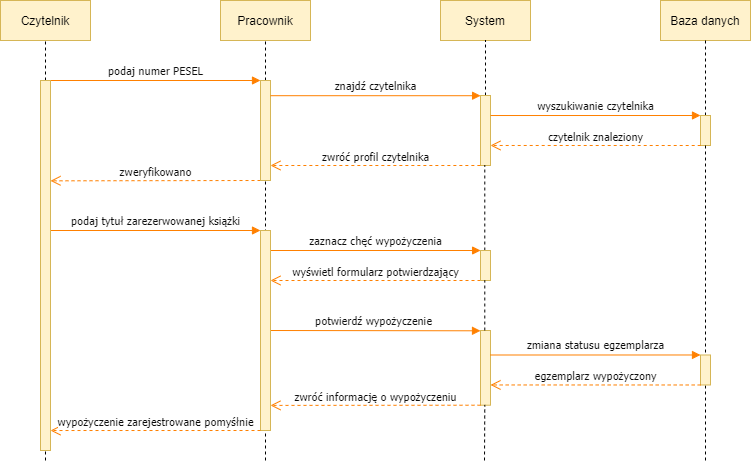 Czytelnik
Pracownik
System
Baza danych
podaj numer PESEL
znajdź czytelnika
wyszukiwanie czytelnika
czytelnik znaleziony
zwróć profil czytelnika
zweryfikowano
podaj tytuł zarezerwowanej książki
zaznacz chęć wypożyczenia
wyświetl formularz potwierdzający
potwierdź wypożyczenie
zmiana statusu egzemplarza
egzemplarz wypożyczony
zwróć informację o wypożyczeniu
wypożyczenie zarejestrowane pomyśłnie